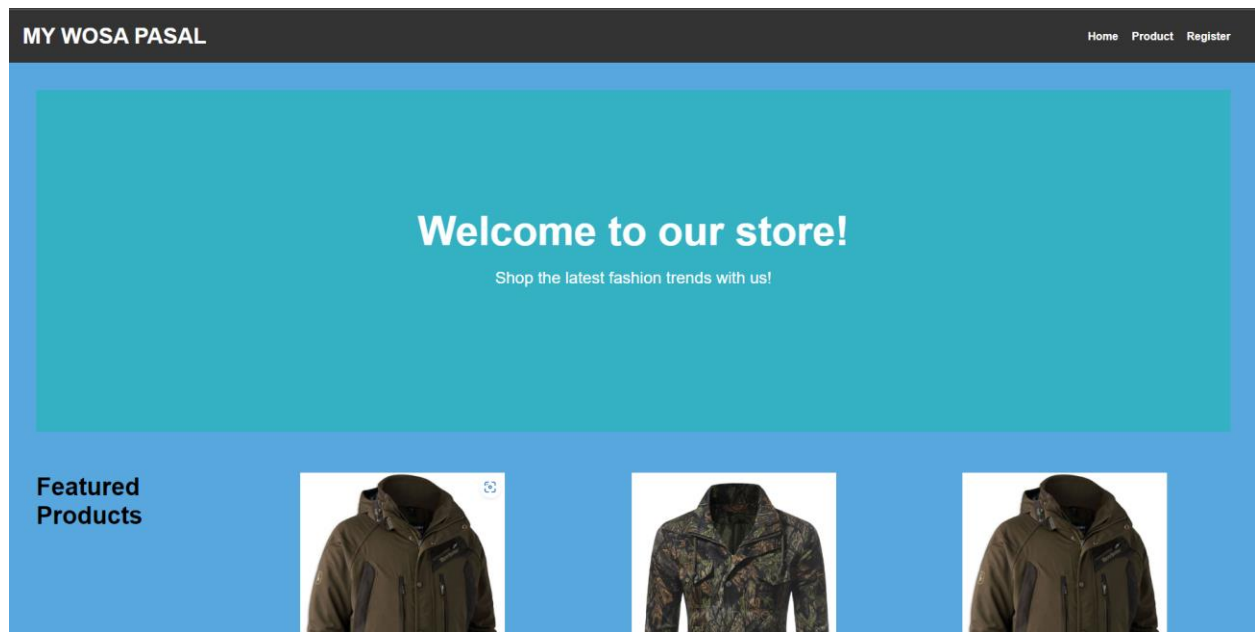 MY WOSA PASAL
Home Product Register
Welcome to our store!
Shop the latest fashion trends with us!
Featured
Products